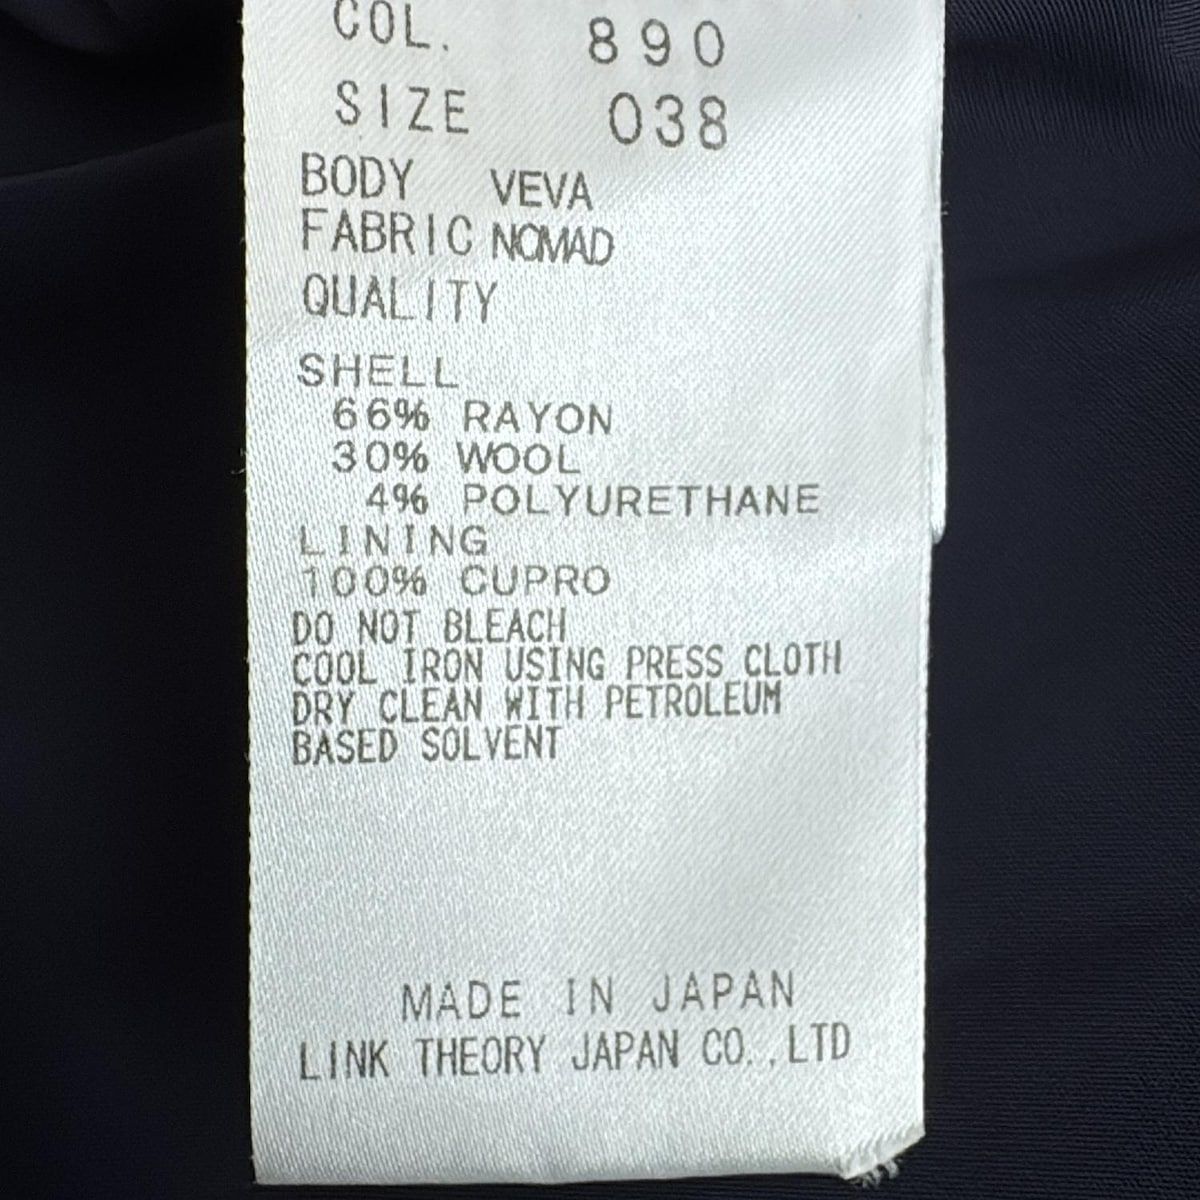 COL. 890
SIZE 038
BODY VEVA
FABRIC NOMAD
QUALITY
SHELL
66% RAYON
30% WOOL
4% POLYURETHANE
LINING
100% CUPRO
DO NOT BLEACH
COOL IRON USING PRESS CLOTH
DRY CLEAN WITH PETROLEUM
BASED SOLVENT
MADE IN JAPAN
LINK THEORY JAPAN CO.,LTD